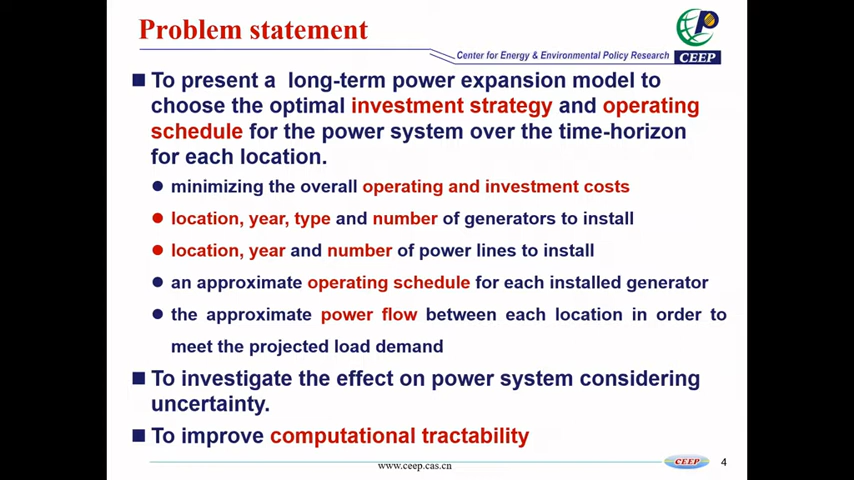 Problem statement
Center for Energy & Environmental Policy Research
CEEP
To present a long-term power expansion model to
choose the optimal investment strategy and operating
schedule for the power system over the time-horizon
for each location.
minimizing the overall operating and investment costs
location, year, type and number of generators to install
location, year and number of power lines to install
an approximate operating schedule for each installed generator
the approximate power flow between each location in order to
meet the projected load demand
To investigate the effect on power system considering
uncertainty.
To improve computational tractability
www.ceep.cas.cn
CEEP
4